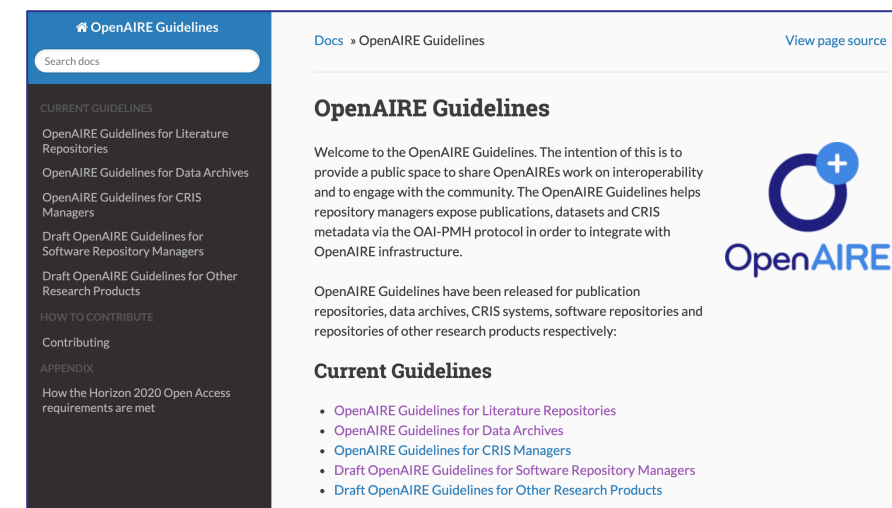 OpenAIRE Guidelines
Search docs
CURRENT GUIDELINES
OpenAIRE Guidelines for Literature
Repositories
OpenAIRE Guidelines for Data Archives
OpenAIRE Guidelines for CRIS
Managers
Draft OpenAIRE Guidelines for
Software Repository Managers
Draft OpenAIRE Guidelines for Other
Research Products
HOW TO CONTRIBUTE
Contributing
APPENDIX
How the Horizon 2020 Open Access
requirements are met
Docs » OpenAIRE Guidelines
View page source
OpenAIRE Guidelines
Welcome to the OpenAIRE Guidelines. The intention of this is to
provide a public space to share OpenAIREs work on interoperability
and to engage with the community. The OpenAIRE Guidelines helps
repository managers expose publications, datasets and CRIS
metadata via the OAI-PMH protocol in order to integrate with
OpenAIRE infrastructure.
OpenAIRE
OpenAIRE Guidelines have been released for publication
repositories, data archives, CRIS systems, software repositories and
repositories of other research products respectively:
Current Guidelines
• OpenAIRE Guidelines for Literature Repositories
• OpenAIRE Guidelines for Data Archives
• OpenAIRE Guidelines for CRIS Managers
• Draft OpenAIRE Guidelines for Software Repository Managers
• Draft OpenAIRE Guidelines for Other Research Products